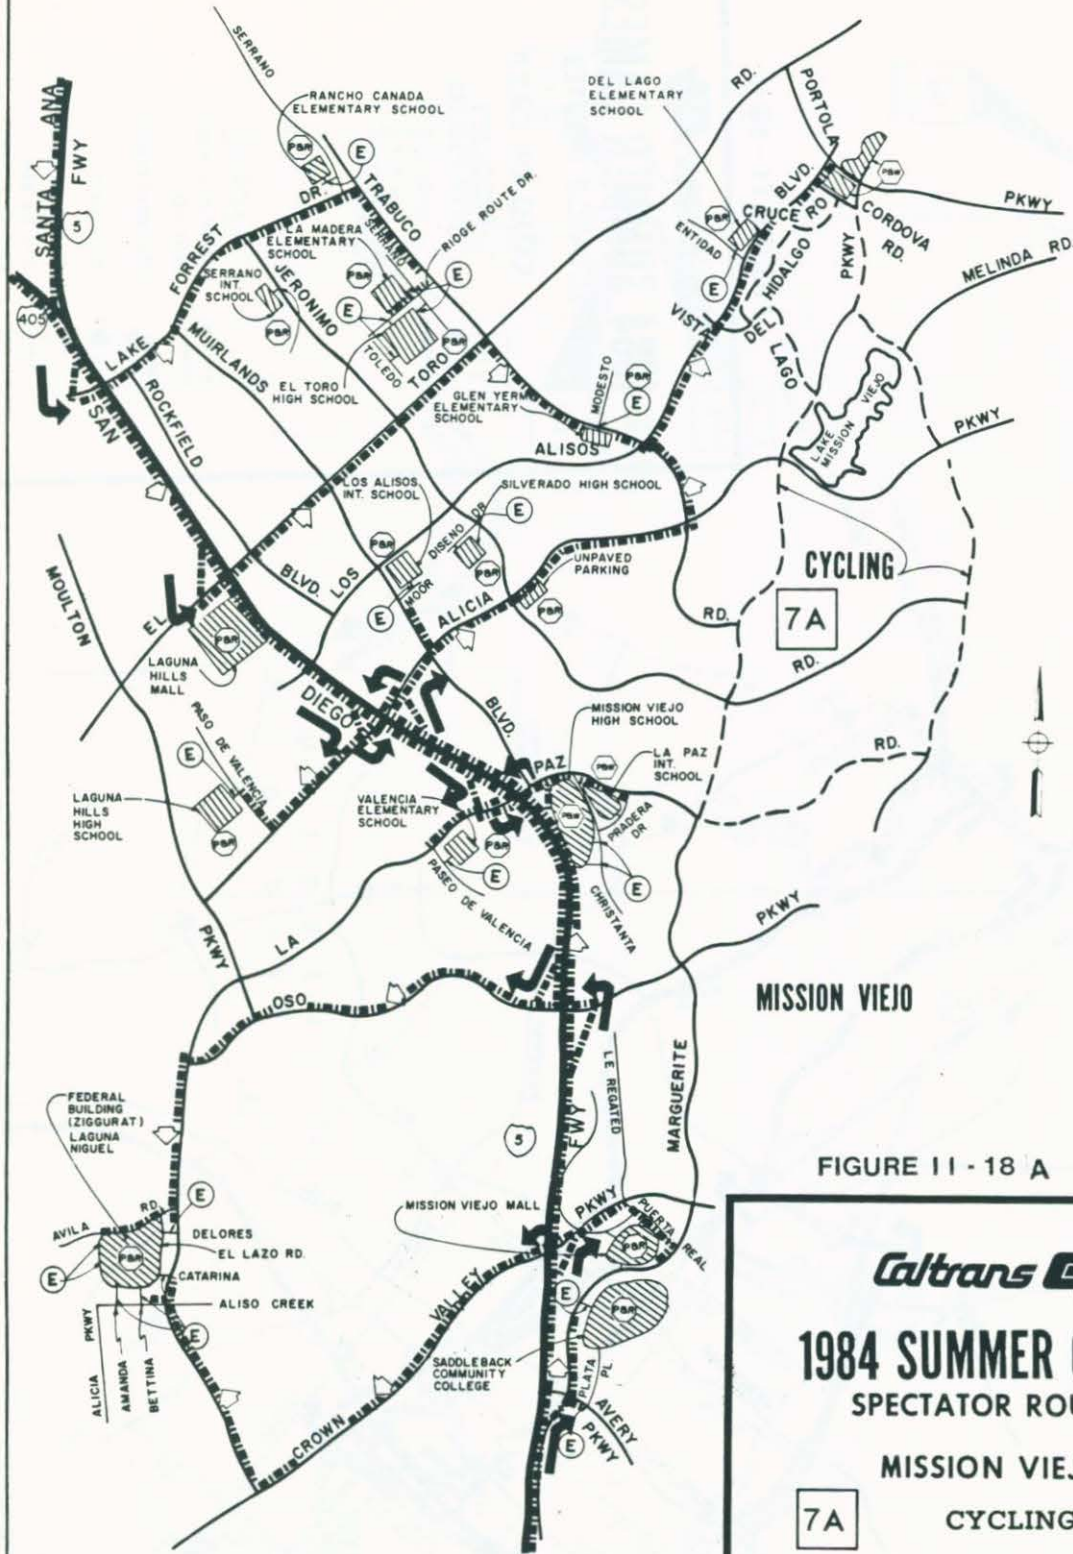 SERRANO
RANCHO CANADA
ELEMENTARY SCHOOL
P&R
E
SANTA ANA
FWY
5
405
DEL LAGO
ELEMENTARY
SCHOOL
RD.
PORTOLA
PKWY
BLVD.
CRUCERO
P&R
ENTIDAD
E
HIDALGO
PKWY
CORDOVA
RD.
P&W
MELINDA RD.
VISTA
DEL LAGO
LAKE
MISSION VIEJO
PKWY
DR.
TRABUCO
RIDGE ROUTE DR.
LA MADERA
ELEMENTARY
SCHOOL
SERRANO
P&R
E
E
FORREST
LAKE
JERONIMO
SERRANO
INT.
SCHOOL
P&R
MUIRLANDS
TOLEDO
TORO
P&R
EL TORO
HIGH SCHOOL
GLEN YERM
ELEMENTARY
SCHOOL
MODESTO
P&R
E
ALISOS
ROCKFIELD
SAN
LOS ALISOS
INT. SCHOOL
SILVERADO HIGH SCHOOL
DISENO DR.
E
P&R
P&R
MOOR
E
UNPAVED
PARKING
P&R
ALICIA
BLVD.
LOS
CYCLING
7A
RD.
RD.
MOULTON
EL
P&R
LAGUNA
HILLS
MALL
DIEGO
BLVD.
PASO DE VALENCIA
E
P&R
LAGUNA
HILLS
HIGH
SCHOOL
MISSION VIEJO
HIGH SCHOOL
PAZ
P&W
LA PAZ
INT.
SCHOOL
P&W
PRADERA
DR
E
CHRISTANTA
RD.
VALENCIA
ELEMENTARY
SCHOOL
P&R
E
PASEO DE VALENCIA
PKWY
LA
PKWY
OSO
MISSION VIEJO
LE REGATED
MARGUERITE
FWY
5
FEDERAL
BUILDING
(ZIGGURAT)
LAGUNA
NIGUEL
AVILA RD.
E
P&R
E
DELORES
EL LAZO RD.
CATARINA
ALISO CREEK
E
ALICIA PKWY
AMANDA
BETTINA
MISSION VIEJO MALL
PKWY
PUERTA REAL
P&R
E
P&R
VALLEY
CROWN
SADDLEBACK
COMMUNITY
COLLEGE
PLATA PL.
AVERY
PKWY
E
FIGURE II - 18 A
Caltrans
1984 SUMMER
SPECTATOR ROU
MISSION VIEJ
7A
CYCLING